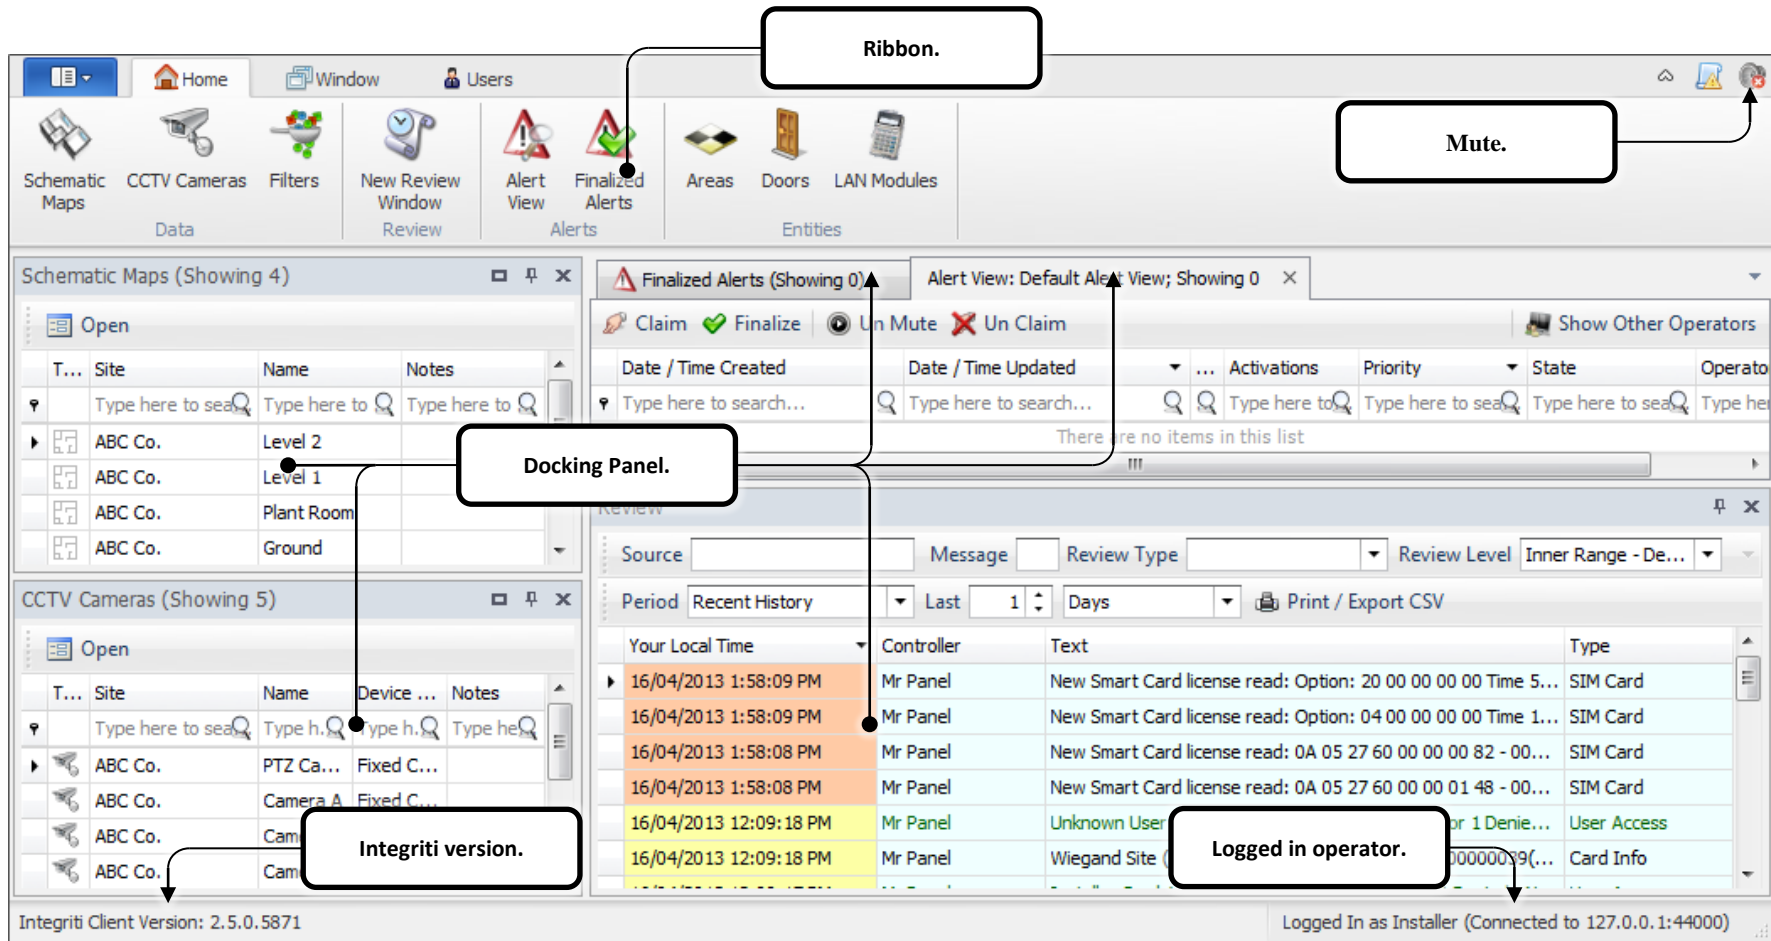 Ribbon.
Home Window Users
Mute.
Schematic Maps
CCTV Cameras
Filters
New Review Window
Alert View
Finalized Alerts
Areas
Doors
LAN Modules
Data Review Alerts Entities
Schematic Maps (Showing 4)
Open
T... Site Name Notes
Type here to sea Type here to Type here to
ABC Co. Level 2
ABC Co. Level 1
ABC Co. Plant Room
ABC Co. Ground
Docking Panel.
CCTV Cameras (Showing 5)
Open
T... Site Name Device ... Notes
Type here to sea Type h. Type h. Type he
ABC Co. PTZ Ca... Fixed C...
ABC Co. Camera A Fixed C...
ABC Co. Cam
ABC Co. Cam
Integriti version.
Finalized Alerts (Showing 0) Alert View: Default Alert View; Showing 0
Claim Finalize Un Mute Un Claim Show Other Operators
Date / Time Created Date / Time Updated ... Activations Priority State Operato
Type here to search... Type here to search... Type here to Type here to sea Type here to sea Type her
There are no items in this list
Review
Source Message Review Type Review Level Inner Range - De...
Period Recent History Last 1 Days Print / Export CSV
Your Local Time Controller Text Type
16/04/2013 1:58:09 PM Mr Panel New Smart Card license read: Option: 20 00 00 00 00 Time 5... SIM Card
16/04/2013 1:58:09 PM Mr Panel New Smart Card license read: Option: 04 00 00 00 00 Time 1... SIM Card
16/04/2013 1:58:08 PM Mr Panel New Smart Card license read: 0A 05 27 60 00 00 00 82 - 00... SIM Card
16/04/2013 1:58:08 PM Mr Panel New Smart Card license read: 0A 05 27 60 00 00 01 48 - 00... SIM Card
16/04/2013 12:09:18 PM Mr Panel Unknown User or 1 Denie... User Access
16/04/2013 12:09:18 PM Mr Panel Wiegand Site ( 00000039(... Card Info
Logged in operator.
Integriti Client Version: 2.5.0.5871
Logged In as Installer (Connected to 127.0.0.1:44000)